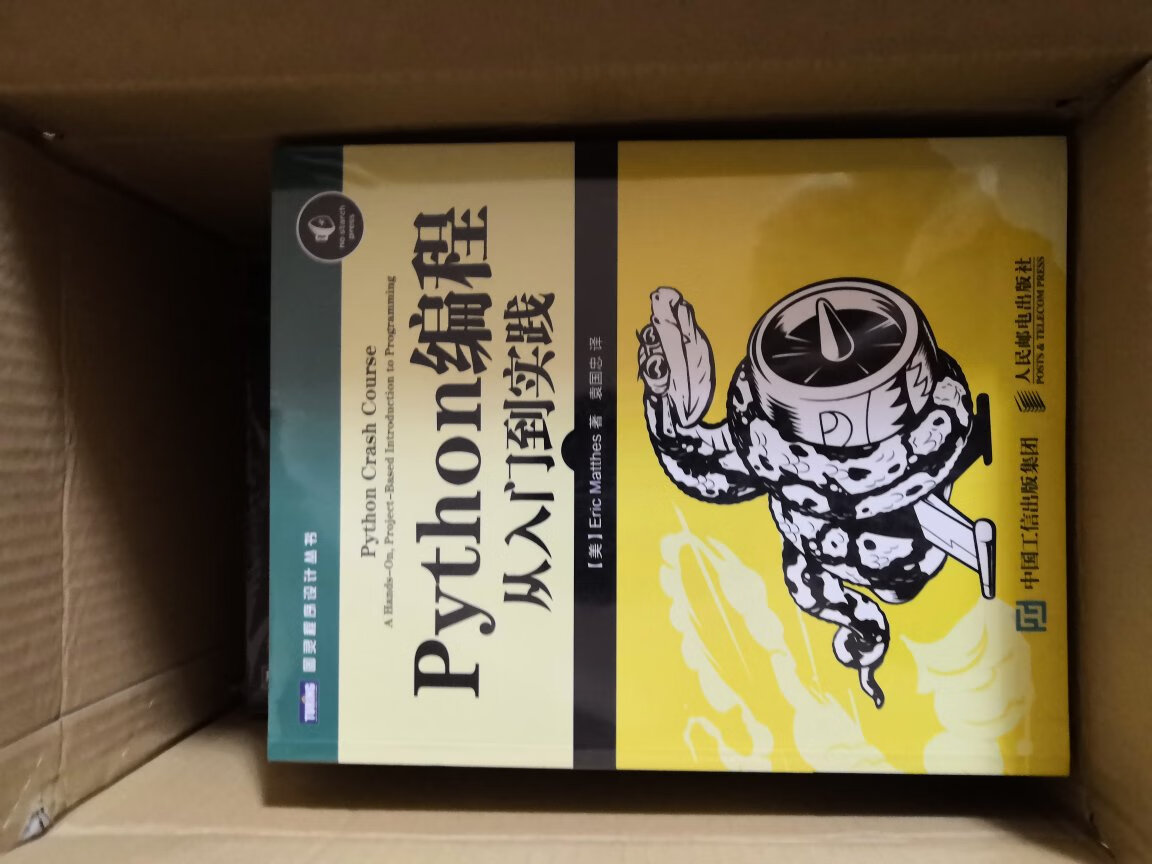 TURING 图灵程序设计丛书
no starch
press
Python Crash Course
A Hands-On, Project-Based Introduction to Programming
Python编程
从入门到实践
【美】Eric Matthes 著 袁国忠 译
中国工信出版集团
人民邮电出版社
POSTS & TELECOM PRESS